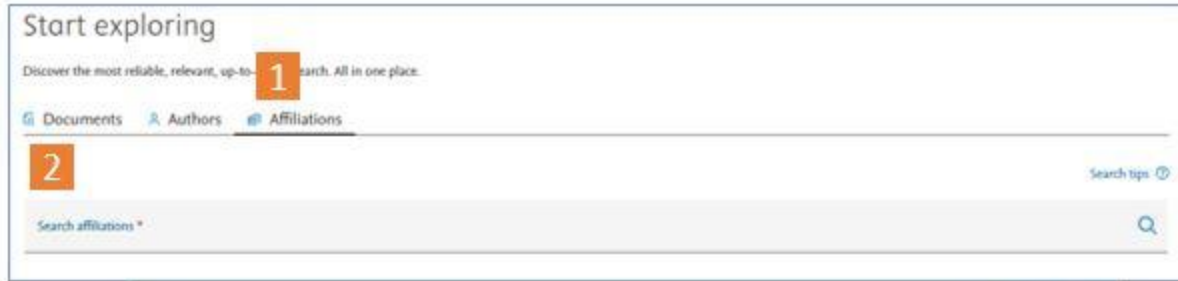 Start exploring
1
Discover the most reliable, relevant, up-to- earch. All in one place.
Documents Authors Affiliations
2
Search tips
Search affiliations *